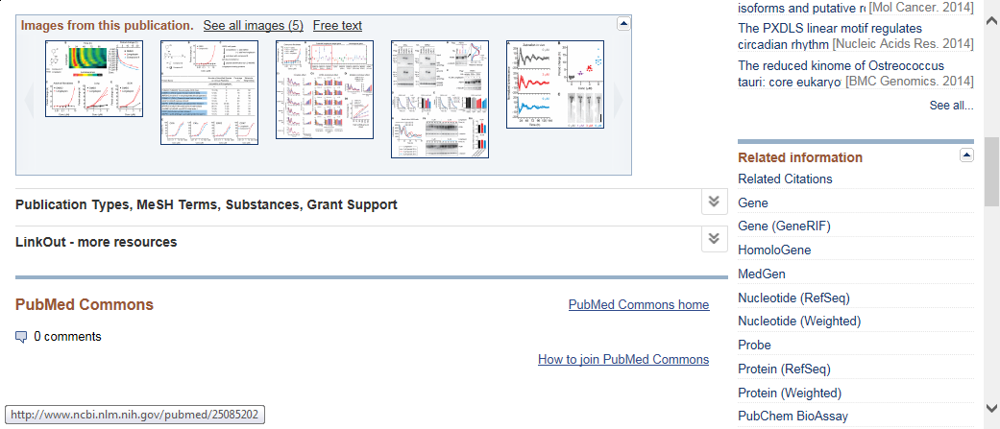 Images from this publication. See all images (5) Free text
Publication Types, MeSH Terms, Substances, Grant Support
LinkOut - more resources
PubMed Commons
PubMed Commons home
0 comments
How to join PubMed Commons
http://www.ncbi.nlm.nih.gov/pubmed/25085202
isoforms and putative r [Mol Cancer. 2014]
The PXDLS linear motif regulates
circadian rhythm [Nucleic Acids Res. 2014]
The reduced kinome of Ostreococcus
tauri: core eukaryo [BMC Genomics. 2014]
See all...
Related information
Related Citations
Gene
Gene (GeneRIF)
HomoloGene
MedGen
Nucleotide (RefSeq)
Nucleotide (Weighted)
Probe
Protein (RefSeq)
Protein (Weighted)
PubChem BioAssay